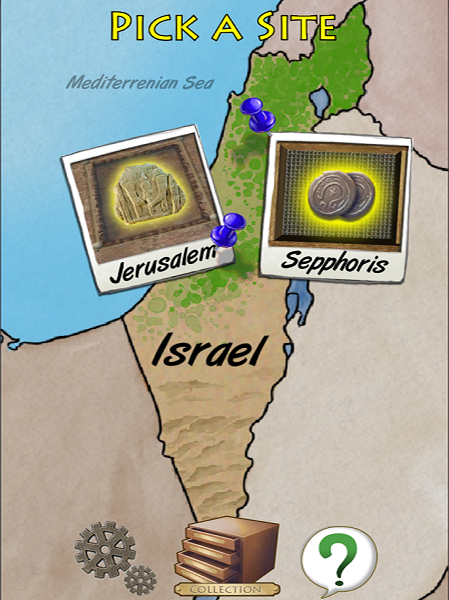 PICK A SITE
Mediterrenian Sea
Jerusalem
Sepphoris
Israel
?
COLLECTION